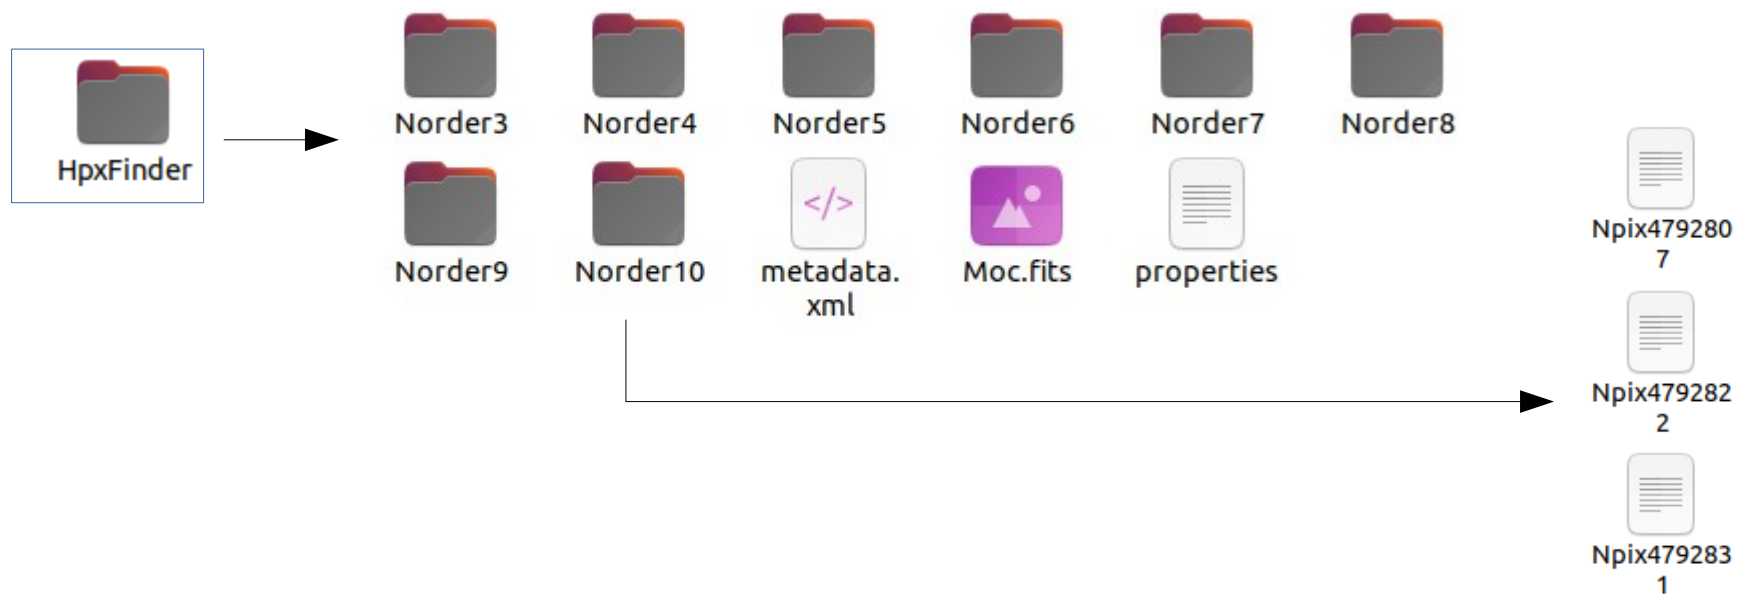 HpxFinder
Norder3
Norder4
Norder5
Norder6
Norder7
Norder8
Norder9
Norder10
metadata.
xml
Moc.fits
properties
Npix479280
7
Npix479282
2
Npix479283
1